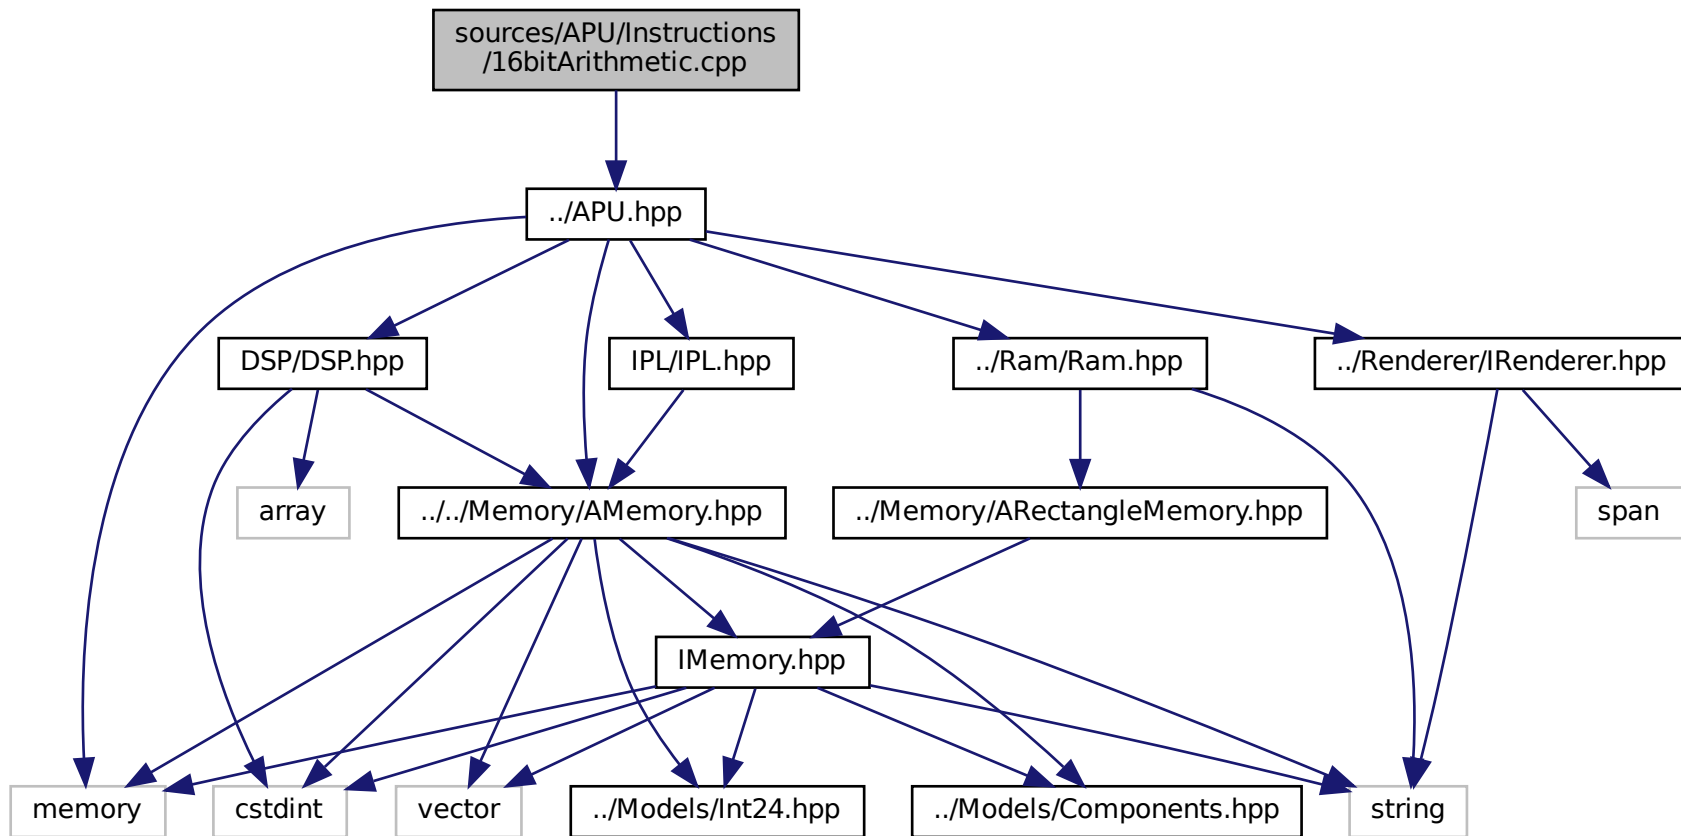 sources/APU/Instructions
/16bitArithmetic.cpp
../APU.hpp
DSP/DSP.hpp
IPL/IPL.hpp
../Ram/Ram.hpp
../Renderer/IRenderer.hpp
array
../../Memory/AMemory.hpp
../Memory/ARectangleMemory.hpp
span
IMemory.hpp
memory
cstdint
vector
../Models/Int24.hpp
../Models/Components.hpp
string